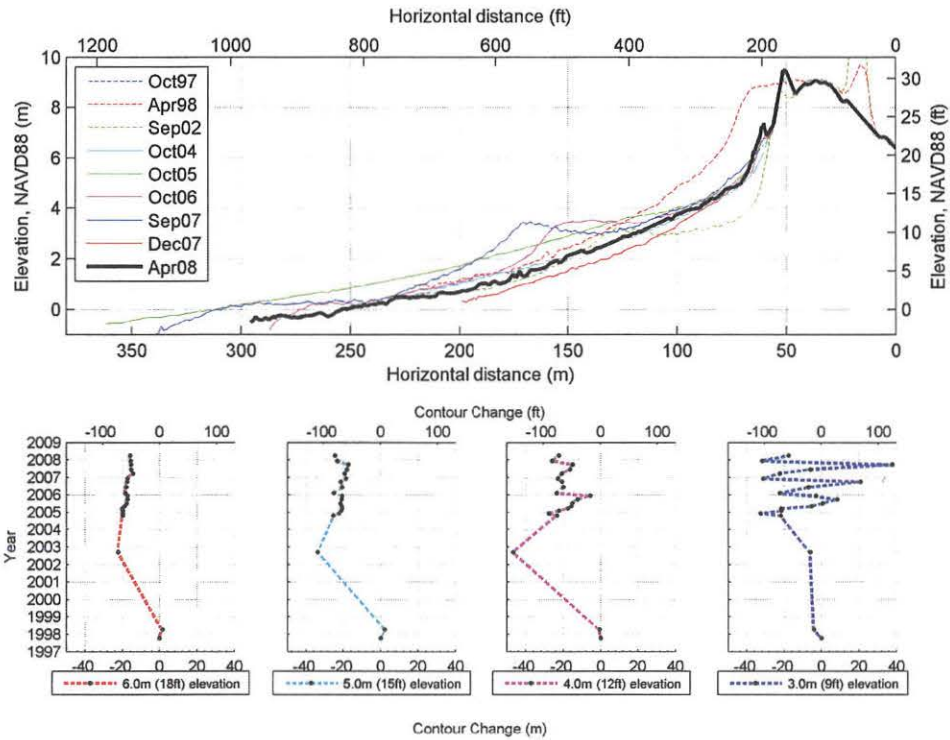 Horizontal distance (ft)
1200 1000 800 600 400 200 0
Elevation, NAVD88 (m)
10
8
6
4
2
0
Oct97
Apr98
Sep02
Oct04
Oct05
Oct06
Sep07
Dec07
Apr08
Elevation, NAVD88 (ft)
30
25
20
15
10
5
0
350 300 250 200 150 100 50 0
Horizontal distance (m)
Contour Change (ft)
-100 0 100 -100 0 100 -100 0 100 -100 0 100
Year
2009
2008
2007
2006
2005
2003
2002
2001
2000
1999
1998
1997
-40 -20 0 20 40 -40 -20 0 20 40 -40 -20 0 20 40 -40 -20 0 20 40
6.0m (18ft) elevation
5.0m (15ft) elevation
4.0m (12ft) elevation
3.0m (9ft) elevation
Contour Change (m)